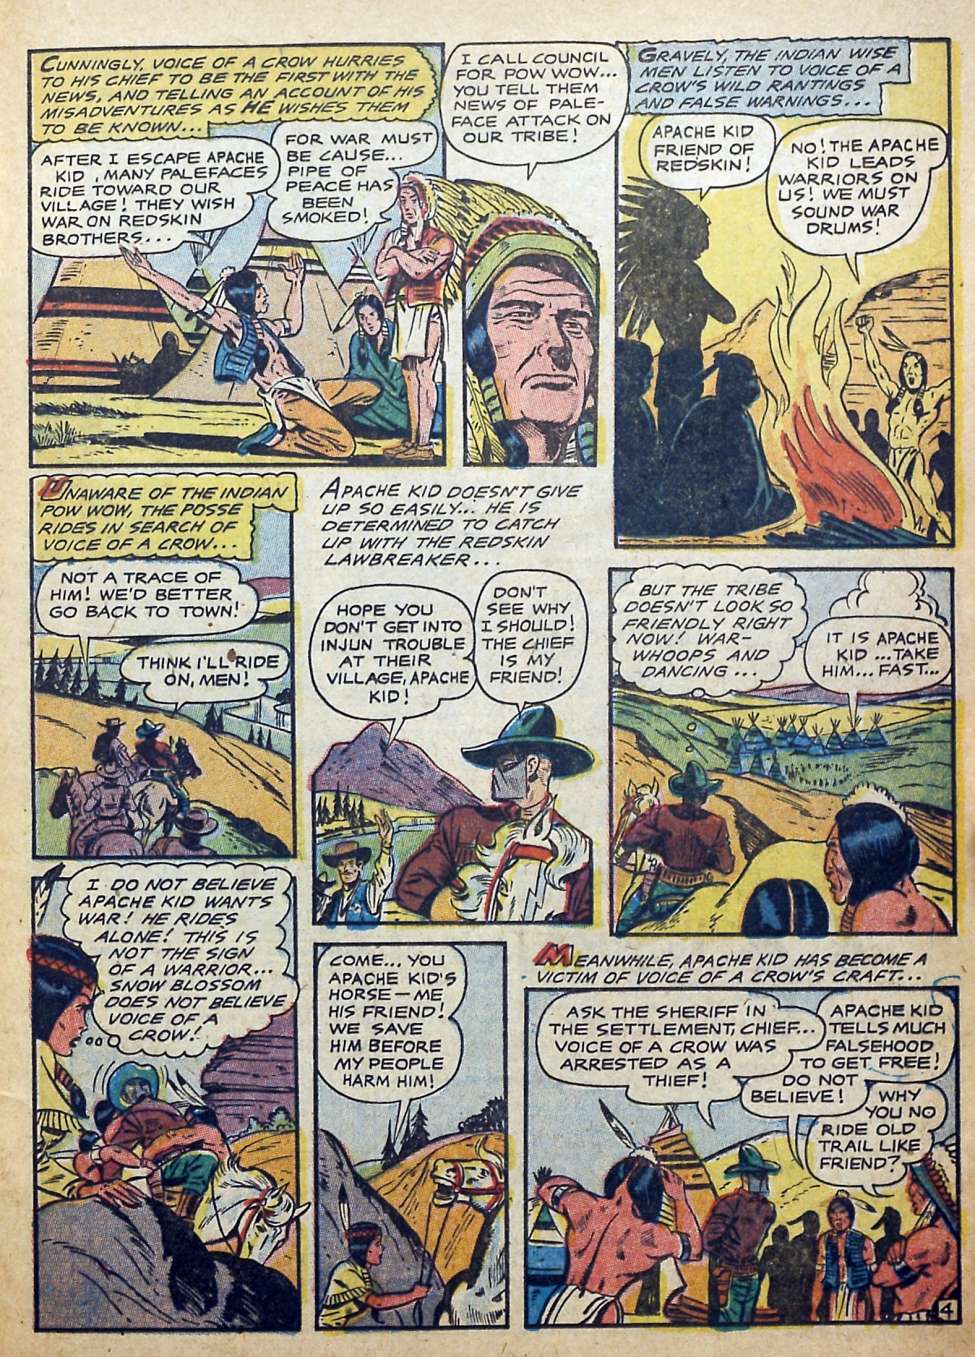 CUNNINGLY, VOICE OF A CROW HURRIES
TO HIS CHIEF TO BE THE FIRST WITH THE
NEWS, AND TELLING AN ACCOUNT OF HIS
MISADVENTURES AS HE WISHES THEM
TO BE KNOWN...
AFTER I ESCAPE APACHE
KID, MANY PALEFACES
RIDE TOWARD OUR
VILLAGE! THEY WISH
WAR ON REDSKIN
BROTHERS...
FOR WAR MUST
BE CAUSE...
PIPE OF
PEACE HAS
BEEN
SMOKED!
I CALL COUNCIL
FOR POW WOW...
YOU TELL THEM
NEWS OF PALE-
FACE ATTACK ON
OUR TRIBE!
GRAVELY, THE INDIAN WISE
MEN LISTEN TO VOICE OF A
CROW'S WILD RANTINGS
AND FALSE WARNINGS...
APACHE KID
FRIEND OF
REDSKIN!
NO! THE APACHE
KID LEADS
WARRIORS ON
US! WE MUST
SOUND WAR
DRUMS!
UNAWARE OF THE INDIAN
POW WOW, THE POSSE
RIDES IN SEARCH OF
VOICE OF A CROW...
NOT A TRACE OF
HIM! WE'D BETTER
GO BACK TO TOWN!
THINK I'LL RIDE
ON, MEN!
APACHE KID DOESN'T GIVE
UP SO EASILY... HE IS
DETERMINED TO CATCH
UP WITH THE REDSKIN
LAWBREAKER...
HOPE YOU
DON'T GET INTO
INJUN TROUBLE
AT THEIR
VILLAGE, APACHE
KID!
DON'T
SEE WHY
I SHOULD!
THE CHIEF
IS MY
FRIEND!
BUT THE TRIBE
DOESN'T LOOK SO
FRIENDLY RIGHT
NOW! WAR-
WHOOPS AND
DANCING...
IT IS APACHE
KID...TAKE
HIM...FAST...
I DO NOT BELIEVE
APACHE KID WANTS
WAR! HE RIDES
ALONE! THIS IS
NOT THE SIGN
OF A WARRIOR...
SNOW BLOSSOM
DOES NOT BELIEVE
VOICE OF A
CROW!
COME... YOU
APACHE KID'S
HORSE—ME
HIS FRIEND!
WE SAVE
HIM BEFORE
MY PEOPLE
HARM HIM!
MEANWHILE, APACHE KID HAS BECOME A
VICTIM OF VOICE OF A CROW'S CRAFT...
ASK THE SHERIFF IN
THE SETTLEMENT, CHIEF...
VOICE OF A CROW WAS
ARRESTED AS A
THIEF!
APACHE KID
TELLS MUCH
FALSEHOOD
TO GET FREE!
DO NOT
BELIEVE!
WHY
YOU NO
RIDE OLD
TRAIL LIKE
FRIEND?
4